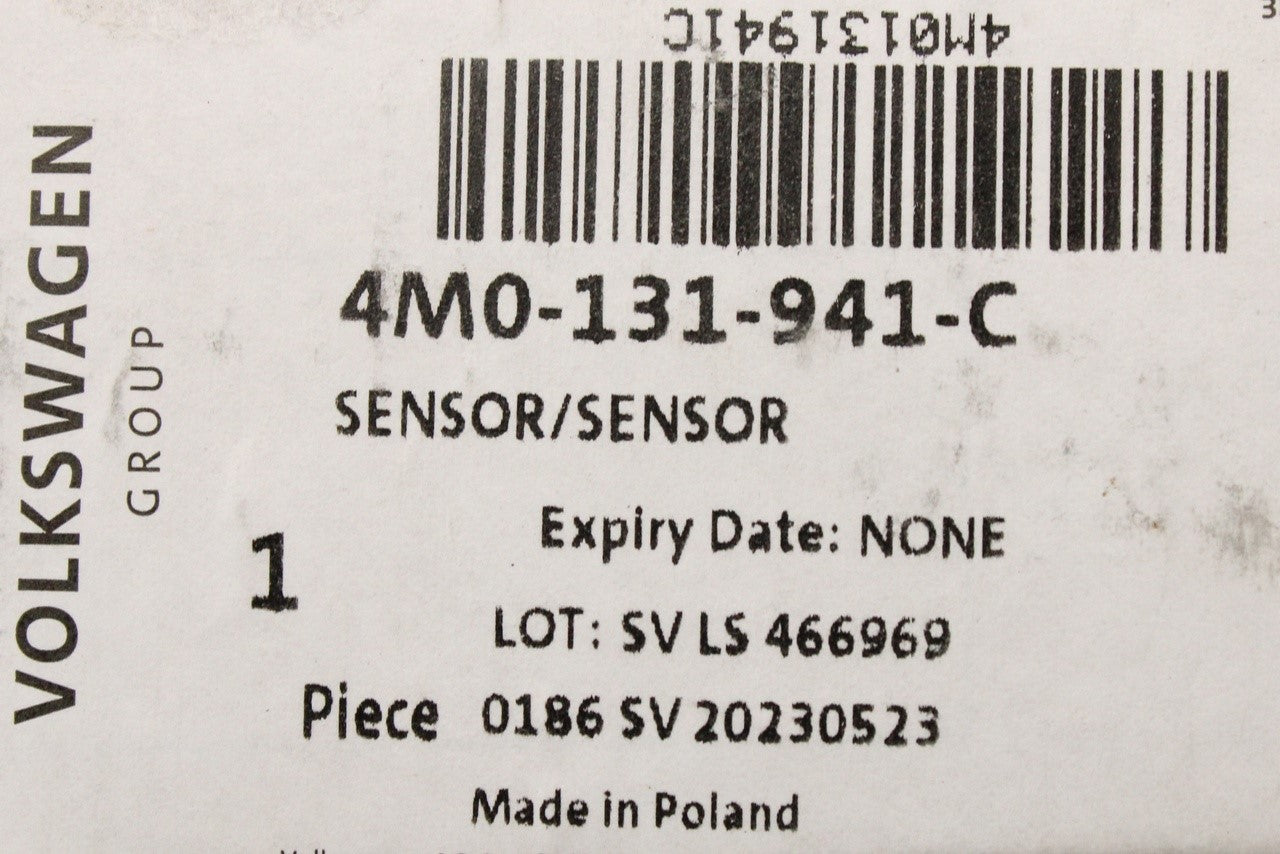 4M0131941C
4M0-131-941-C
SENSOR/SENSOR
Expiry Date: NONE
1
LOT: SV LS 466969
Piece 0186 SV 20230523
Made in Poland
VOLKSWAGEN
GROUP
3